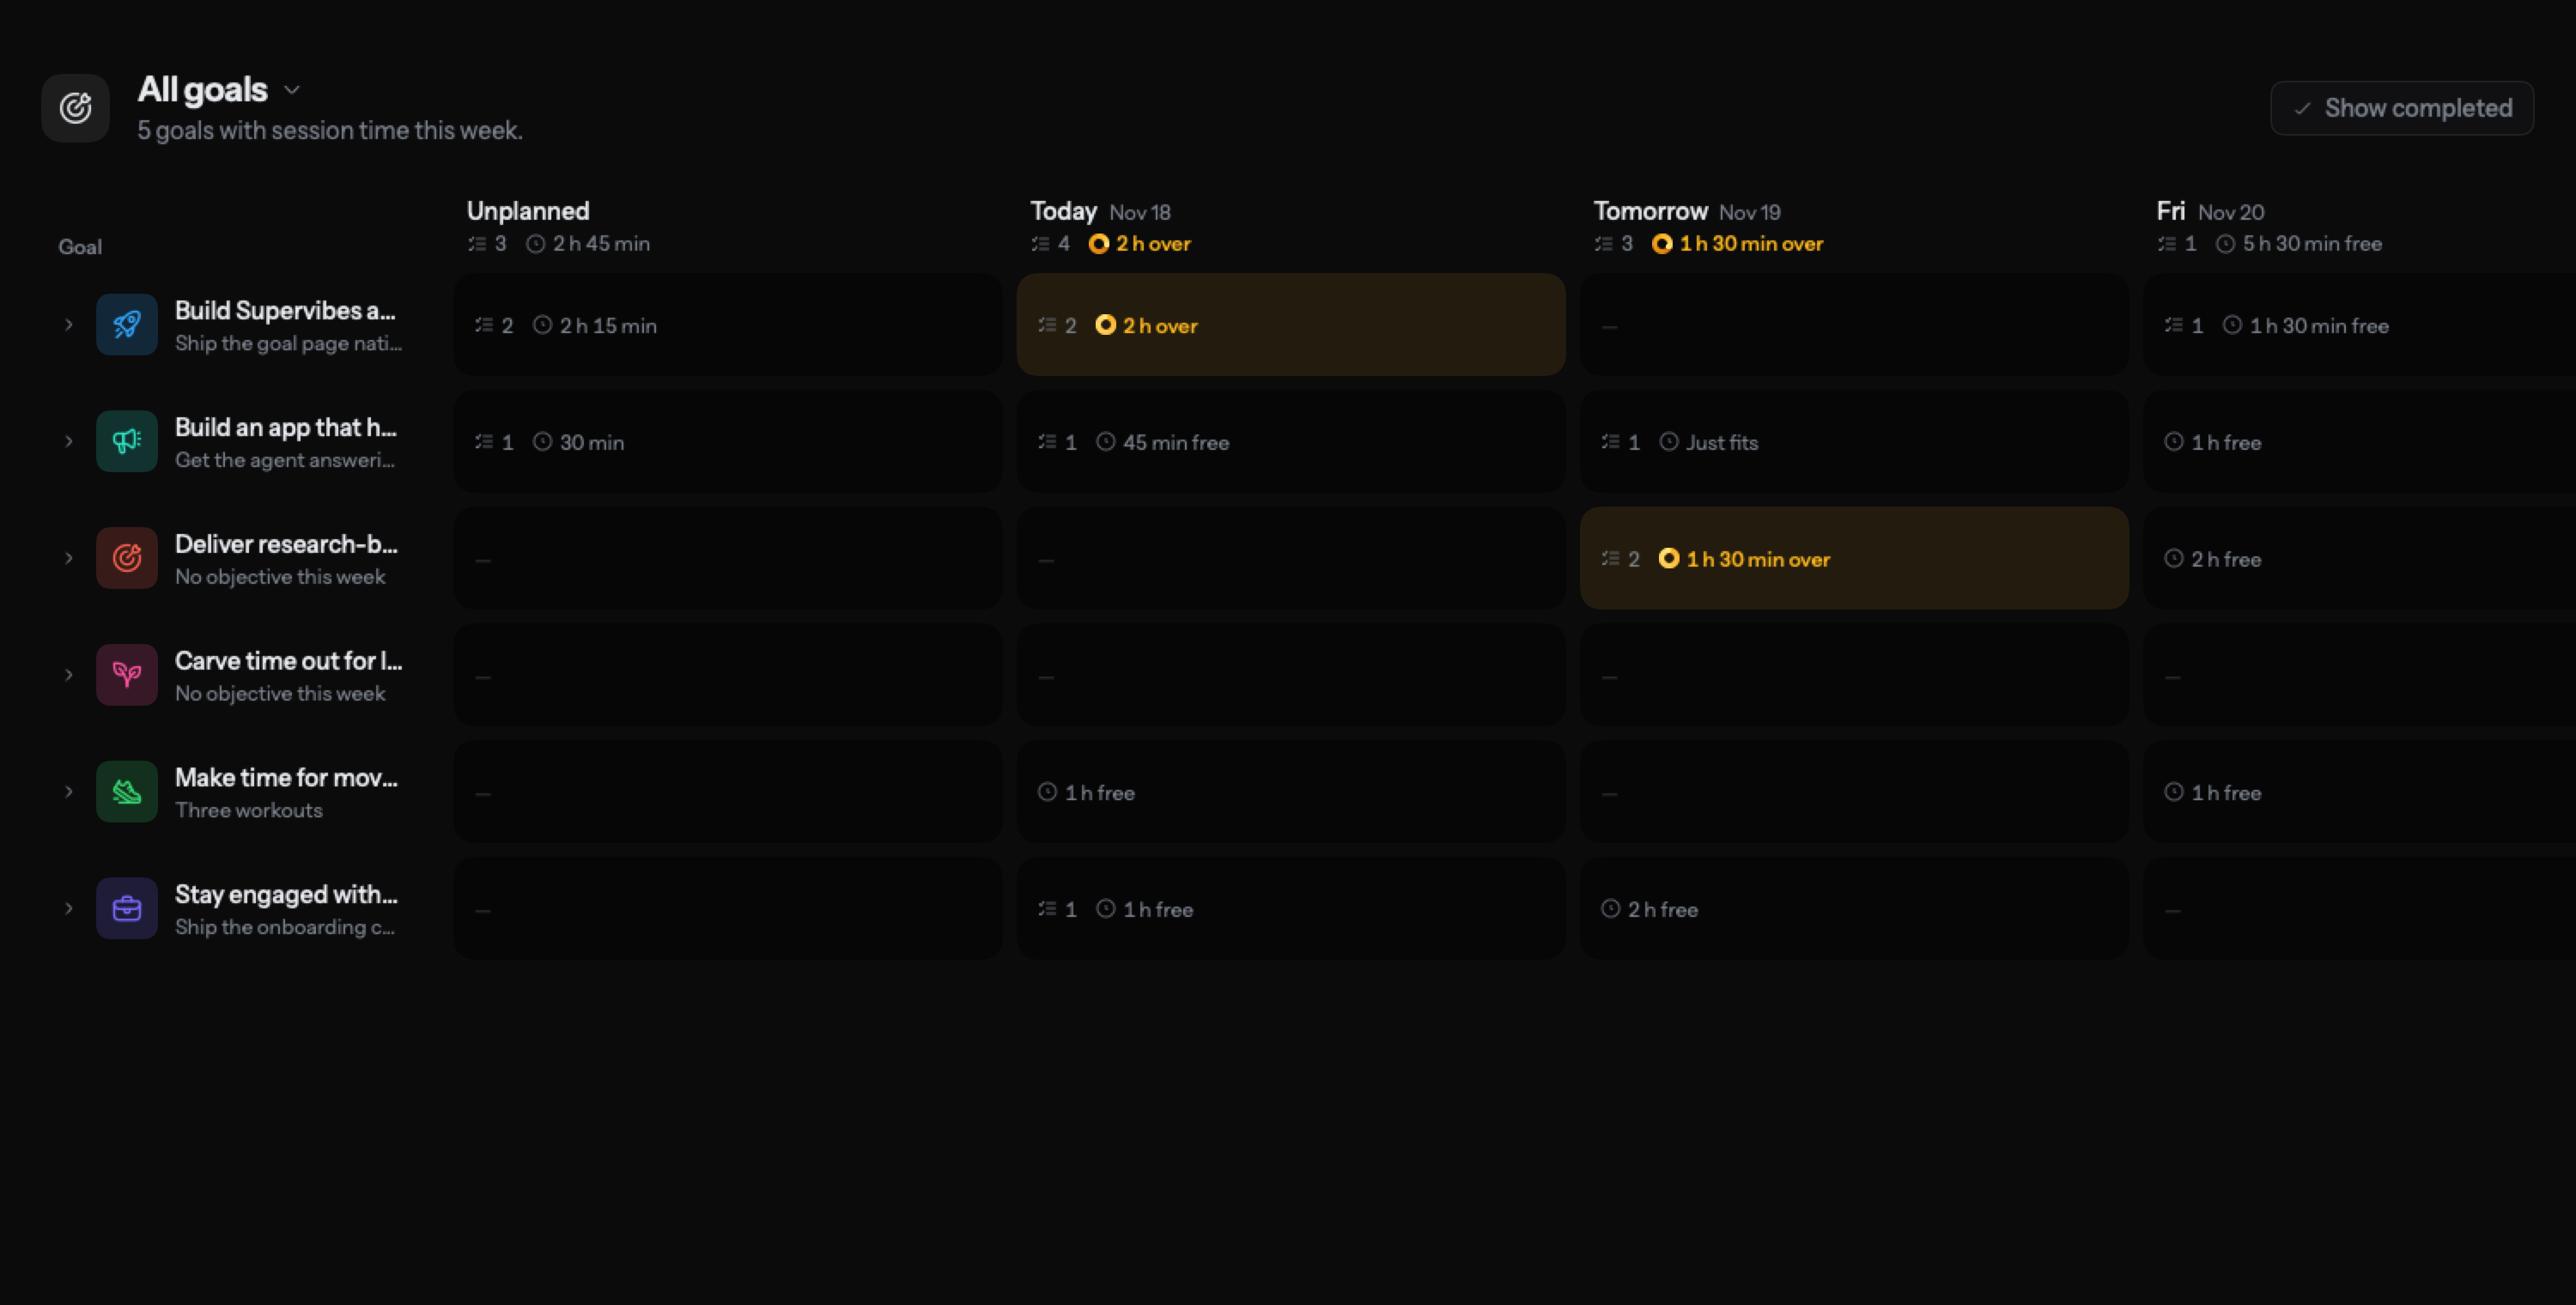 All goals
5 goals with session time this week.
Show completed
Goal
Unplanned
3 2 h 45 min
Today Nov 18
4 2 h over
Tomorrow Nov 19
3 1 h 30 min over
Fri Nov 20
1 5 h 30 min free
Build Supervibes a...
Ship the goal page nati...
2 2 h 15 min
2 2 h over
–
1 1 h 30 min free
Build an app that h...
Get the agent answeri...
1 30 min
1 45 min free
1 Just fits
1 h free
Deliver research-b...
No objective this week
–
–
2 1 h 30 min over
2 h free
Carve time out for l...
No objective this week
–
–
–
–
Make time for mov...
Three workouts
–
1 h free
–
1 h free
Stay engaged with...
Ship the onboarding c...
–
1 1 h free
2 h free
–